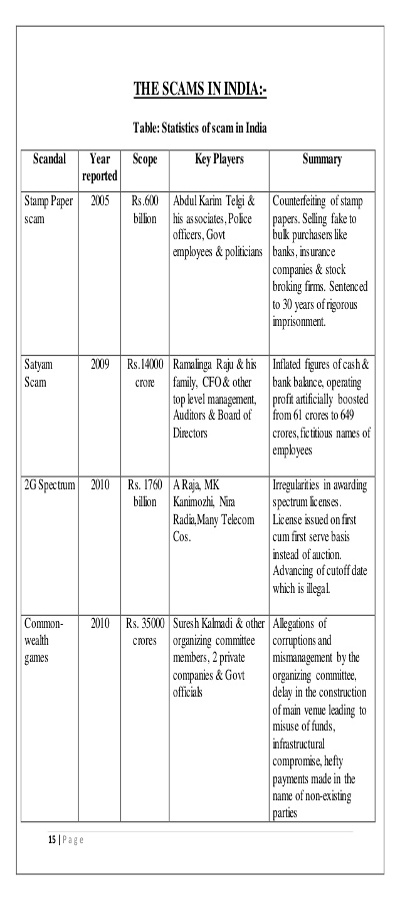 THE SCAMS IN INDIA:-
Table: Statistics of scam in India
Scandal Year reported Scope Key Players Summary
Stamp Paper
scam
2005
Rs.600
billion
Abdul Karim Telgi &
his associates, Police
officers, Govt
employees & politicians
Counterfeiting of stamp
papers. Selling fake to
bulk purchasers like
banks, insurance
companies & stock
broking firms. Sentenced
to 30 years of rigorous
imprisonment.
Satyam
Scam
2009
Rs.14000
crore
Ramalinga Raju & his
family, CFO & other
top level management,
Auditors & Board of
Directors
Inflated figures of cash &
bank balance, operating
profit artificially boosted
from 61 crores to 649
crores, fictitious names of
employees
2G Spectrum
2010
Rs. 1760
billion
A Raja, MK
Kanimozhi, Nira
Radia,Many Telecom
Cos.
Irregularities in awarding
spectrum licenses.
License issued on first
cum first serve basis
instead of auction.
Advancing of cutoff date
which is illegal.
Common-
wealth
games
2010
Rs. 35000
crores
Suresh Kalmadi & other
organizing committee
members, 2 private
companies & Govt
officials
Allegations of
corruptions and
mismanagement by the
organizing committee,
delay in the construction
of main venue leading to
misuse of funds,
infrastructural
compromise, hefty
payments made in the
name of non-existing
parties
15 | Page